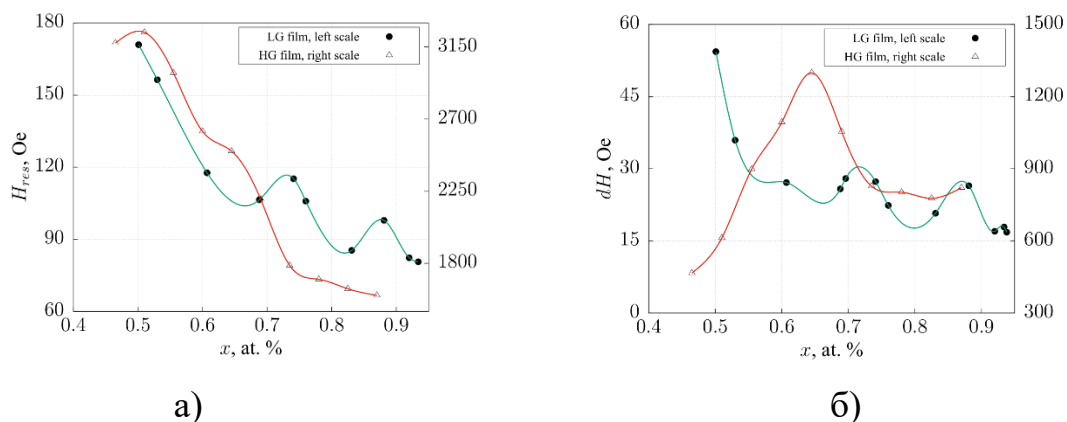 180
150
120
90
60
H_res, Oe
LG film, left scale
HG film, right scale
3150
2700
2250
1800
0.4 0.5 0.6 0.7 0.8 0.9
x, at. %
а)
60
45
30
15
0
dH, Oe
LG film, left scale
HG film, right scale
1500
1200
900
600
300
0.4 0.5 0.6 0.7 0.8 0.9
x, at. %
б)